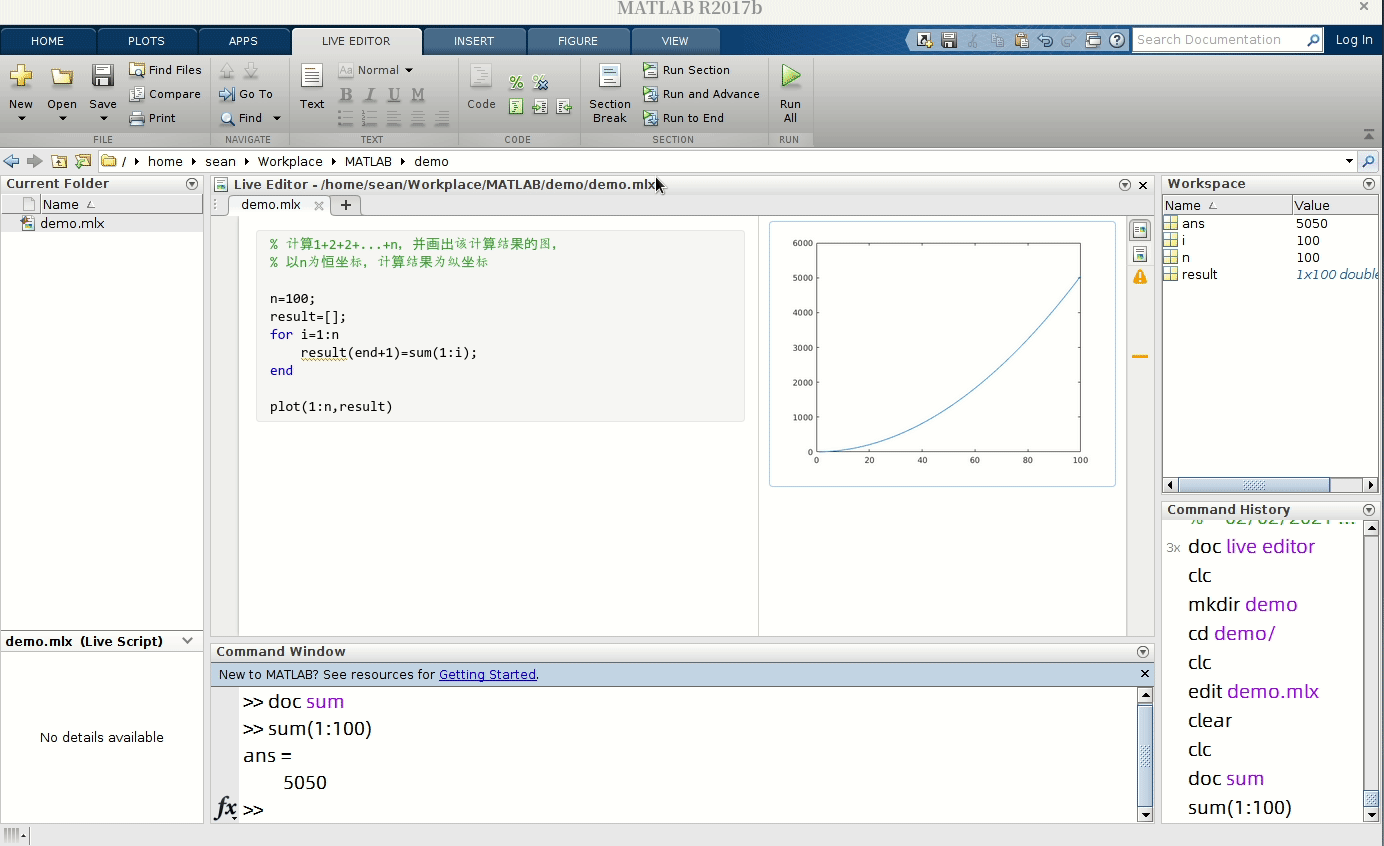 MATLAB R2017b
HOME PLOTS APPS LIVE EDITOR INSERT FIGURE VIEW Search Documentation Log In
New Open Save Find Files Compare Print
FILE
Go To Find
NAVIGATE
Text Normal B I U M
TEXT
Code
CODE
Section Break Run Section Run and Advance Run to End
SECTION
Run All
RUN
/ home sean Workplace MATLAB demo
Current Folder
Name
demo.mlx
demo.mlx (Live Script)
No details available
Live Editor - /home/sean/Workplace/MATLAB/demo/demo.mlx
demo.mlx
% 计算1+2+2+...+n, 并画出该计算结果的图,
% 以n为恒坐标, 计算结果为纵坐标
n=100;
result=[];
for i=1:n
result(end+1)=sum(1:i);
end
plot(1:n,result)
6000
5000
4000
3000
2000
1000
0
0 20 40 60 80 100
Command Window
New to MATLAB? See resources for Getting Started.
>> doc sum
>> sum(1:100)
ans =
5050
fx >>
Workspace
Name Value
ans 5050
i 100
n 100
result 1x100 double
Command History
3x doc live editor
clc
mkdir demo
cd demo/
clc
edit demo.mlx
clear
clc
doc sum
sum(1:100)